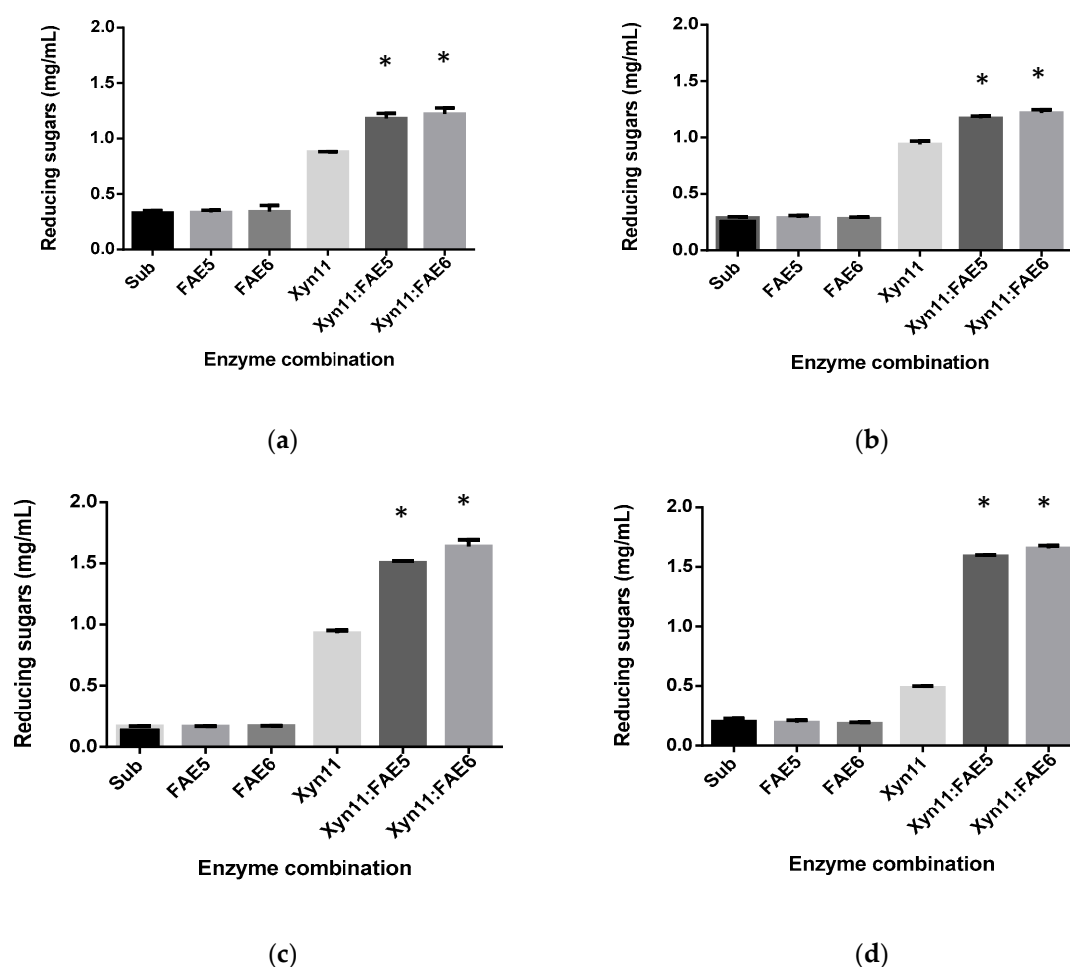 Reducing sugars (mg/mL)
2.0
1.5
1.0
0.5
0.0
*
*
Sub
FAE5
FAE6
Xyn11
Xyn11:FAE5
Xyn11:FAE6
Enzyme combination
(a)
Reducing sugars (mg/mL)
2.0
1.5
1.0
0.5
0.0
*
*
Sub
FAE5
FAE6
Xyn11
Xyn11:FAE5
Xyn11:FAE6
Enzyme combination
(b)
Reducing sugars (mg/mL)
2.0
1.5
1.0
0.5
0.0
*
*
Sub
FAE5
FAE6
Xyn11
Xyn11:FAE5
Xyn11:FAE6
Enzyme combination
(c)
Reducing sugars (mg/mL)
2.0
1.5
1.0
0.5
0.0
*
*
Sub
FAE5
FAE6
Xyn11
Xyn11:FAE5
Xyn11:FAE6
Enzyme combination
(d)